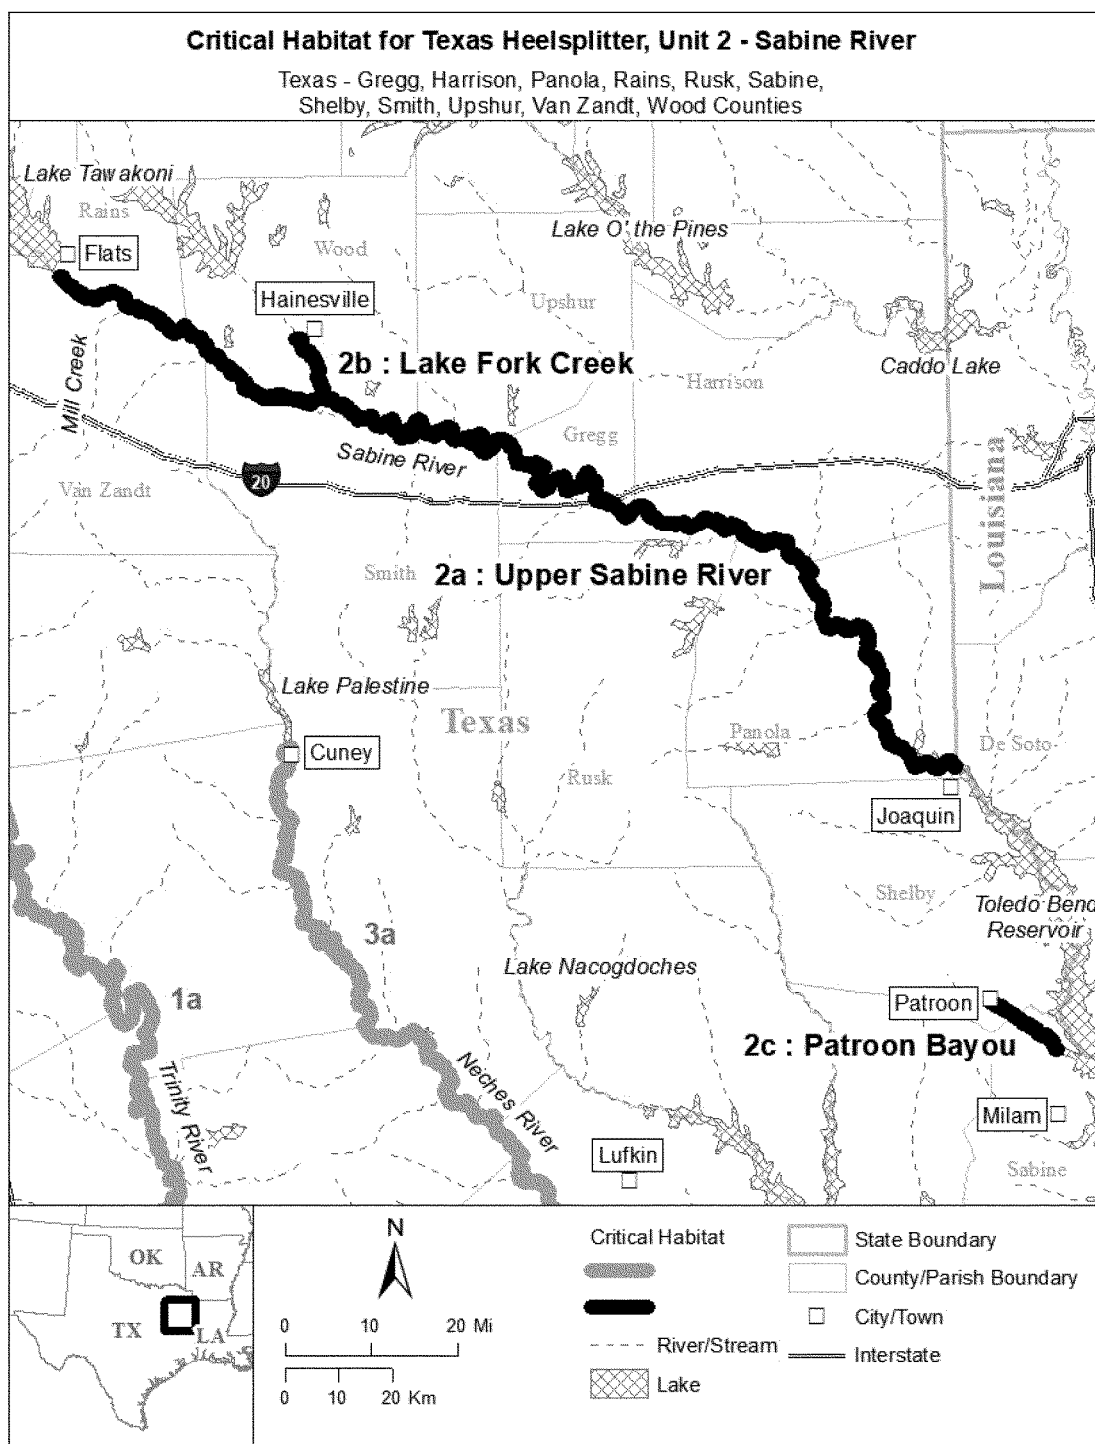 Critical Habitat for Texas Heelsplitter, Unit 2 - Sabine River
Texas - Gregg, Harrison, Panola, Rains, Rusk, Sabine,
Shelby, Smith, Upshur, Van Zandt, Wood Counties
Lake Tawakoni
Rains
Flats
Wood
Lake O' the Pines
Hainesville
Upshur
Mill Creek
2b : Lake Fork Creek
Caddo Lake
Harrison
Gregg
Sabine River
Louisiana
20
Van Zandt
Smith
2a : Upper Sabine River
Lake Palestine
Texas
Panola
De Soto
Cuney
Rusk
Joaquin
Shelby
Toledo Bend
Reservoir
3a
Lake Nacogdoches
1a
Patroon
2c : Patroon Bayou
Trinity River
Neches River
Milam
Lufkin
Sabine
OK
AR
TX
LA
N
0 10 20 Mi
0 10 20 Km
Critical Habitat
River/Stream
Lake
State Boundary
County/Parish Boundary
City/Town
Interstate